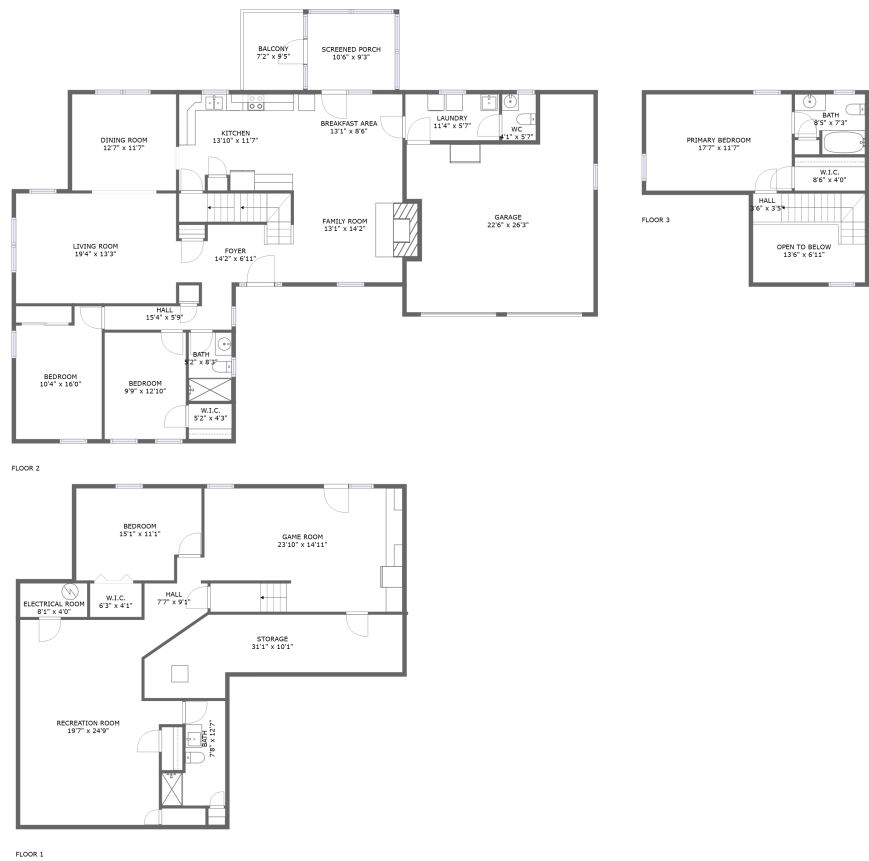 BALCONY
7'2" x 9'5"
SCREENED PORCH
10'6" x 9'3"
DINING ROOM
12'7" x 11'7"
KITCHEN
13'10" x 11'7"
BREAKFAST AREA
13'1" x 8'6"
LAUNDRY
11'4" x 5'7"
WC
4'1" x 5'7"
GARAGE
22'6" x 26'3"
LIVING ROOM
19'4" x 13'3"
FOYER
14'2" x 6'11"
FAMILY ROOM
13'1" x 14'2"
HALL
15'4" x 5'9"
BEDROOM
10'4" x 16'0"
BEDROOM
9'9" x 12'10"
BATH
5'2" x 8'3"
W.I.C.
5'2" x 4'3"
FLOOR 2
PRIMARY BEDROOM
17'7" x 11'7"
BATH
8'5" x 7'3"
W.I.C.
8'6" x 4'0"
HALL
3'6" x 3'5"
OPEN TO BELOW
13'6" x 6'11"
FLOOR 3
BEDROOM
15'1" x 11'1"
GAME ROOM
23'10" x 14'11"
ELECTRICAL ROOM
8'1" x 4'0"
W.I.C.
6'3" x 4'1"
HALL
7'7" x 9'1"
STORAGE
31'1" x 10'1"
RECREATION ROOM
19'7" x 24'9"
BATH
7'8" x 12'7"
FLOOR 1